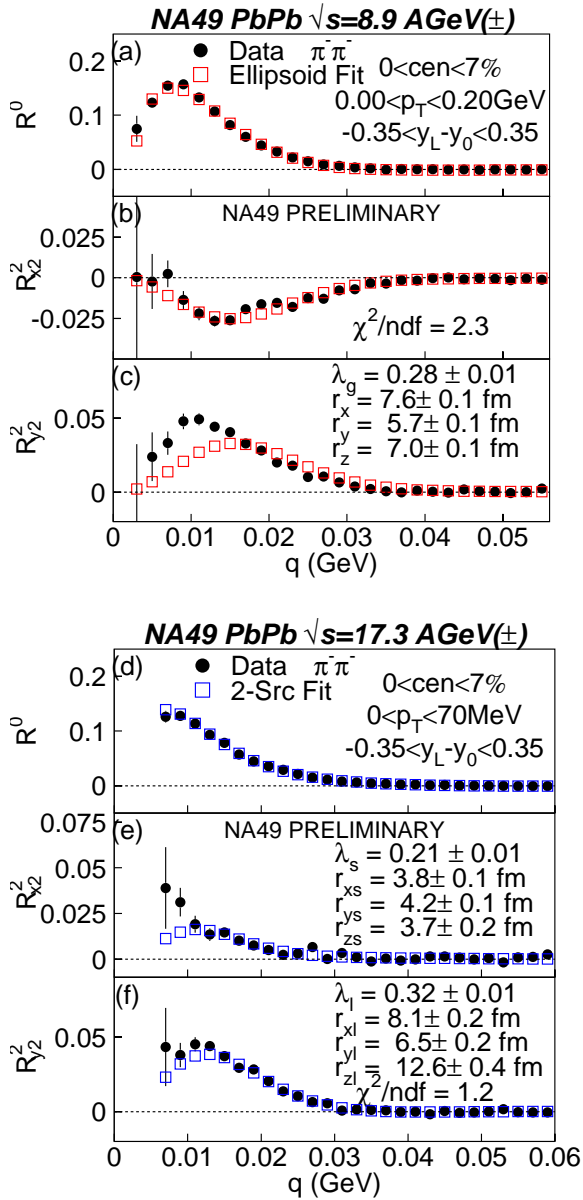 NA49 PbPb √s=8.9 AGeV(±)
(a)
Data π⁻π⁻
Ellipsoid Fit
0<cen<7%
0.00<p_T<0.20GeV
-0.35<y_L-y_0<0.35
R⁰
0.2
0.1
0
(b)
NA49 PRELIMINARY
R²_x2
0.025
0
-0.025
χ²/ndf = 2.3
(c)
λ_g = 0.28 ± 0.01
r_x = 7.6± 0.1 fm
r_y = 5.7± 0.1 fm
r_z = 7.0± 0.1 fm
R²_y2
0.05
0
0 0.01 0.02 0.03 0.04 0.05
q (GeV)
NA49 PbPb √s=17.3 AGeV(±)
(d)
Data π⁻π⁻
2-Src Fit
0<cen<7%
0<p_T<70MeV
-0.35<y_L-y_0<0.35
R⁰
0.2
0.1
0
(e)
NA49 PRELIMINARY
R²_x2
0.075
0.05
0.025
0
λ_s = 0.21 ± 0.01
r_xs = 3.8± 0.1 fm
r_ys = 4.2± 0.1 fm
r_zs = 3.7± 0.2 fm
(f)
λ_l = 0.32 ± 0.01
r_xl = 8.1± 0.2 fm
r_yl = 6.5± 0.2 fm
r_zl = 12.6± 0.4 fm
χ²/ndf = 1.2
R²_y2
0.05
0
0 0.01 0.02 0.03 0.04 0.05 0.06
q (GeV)